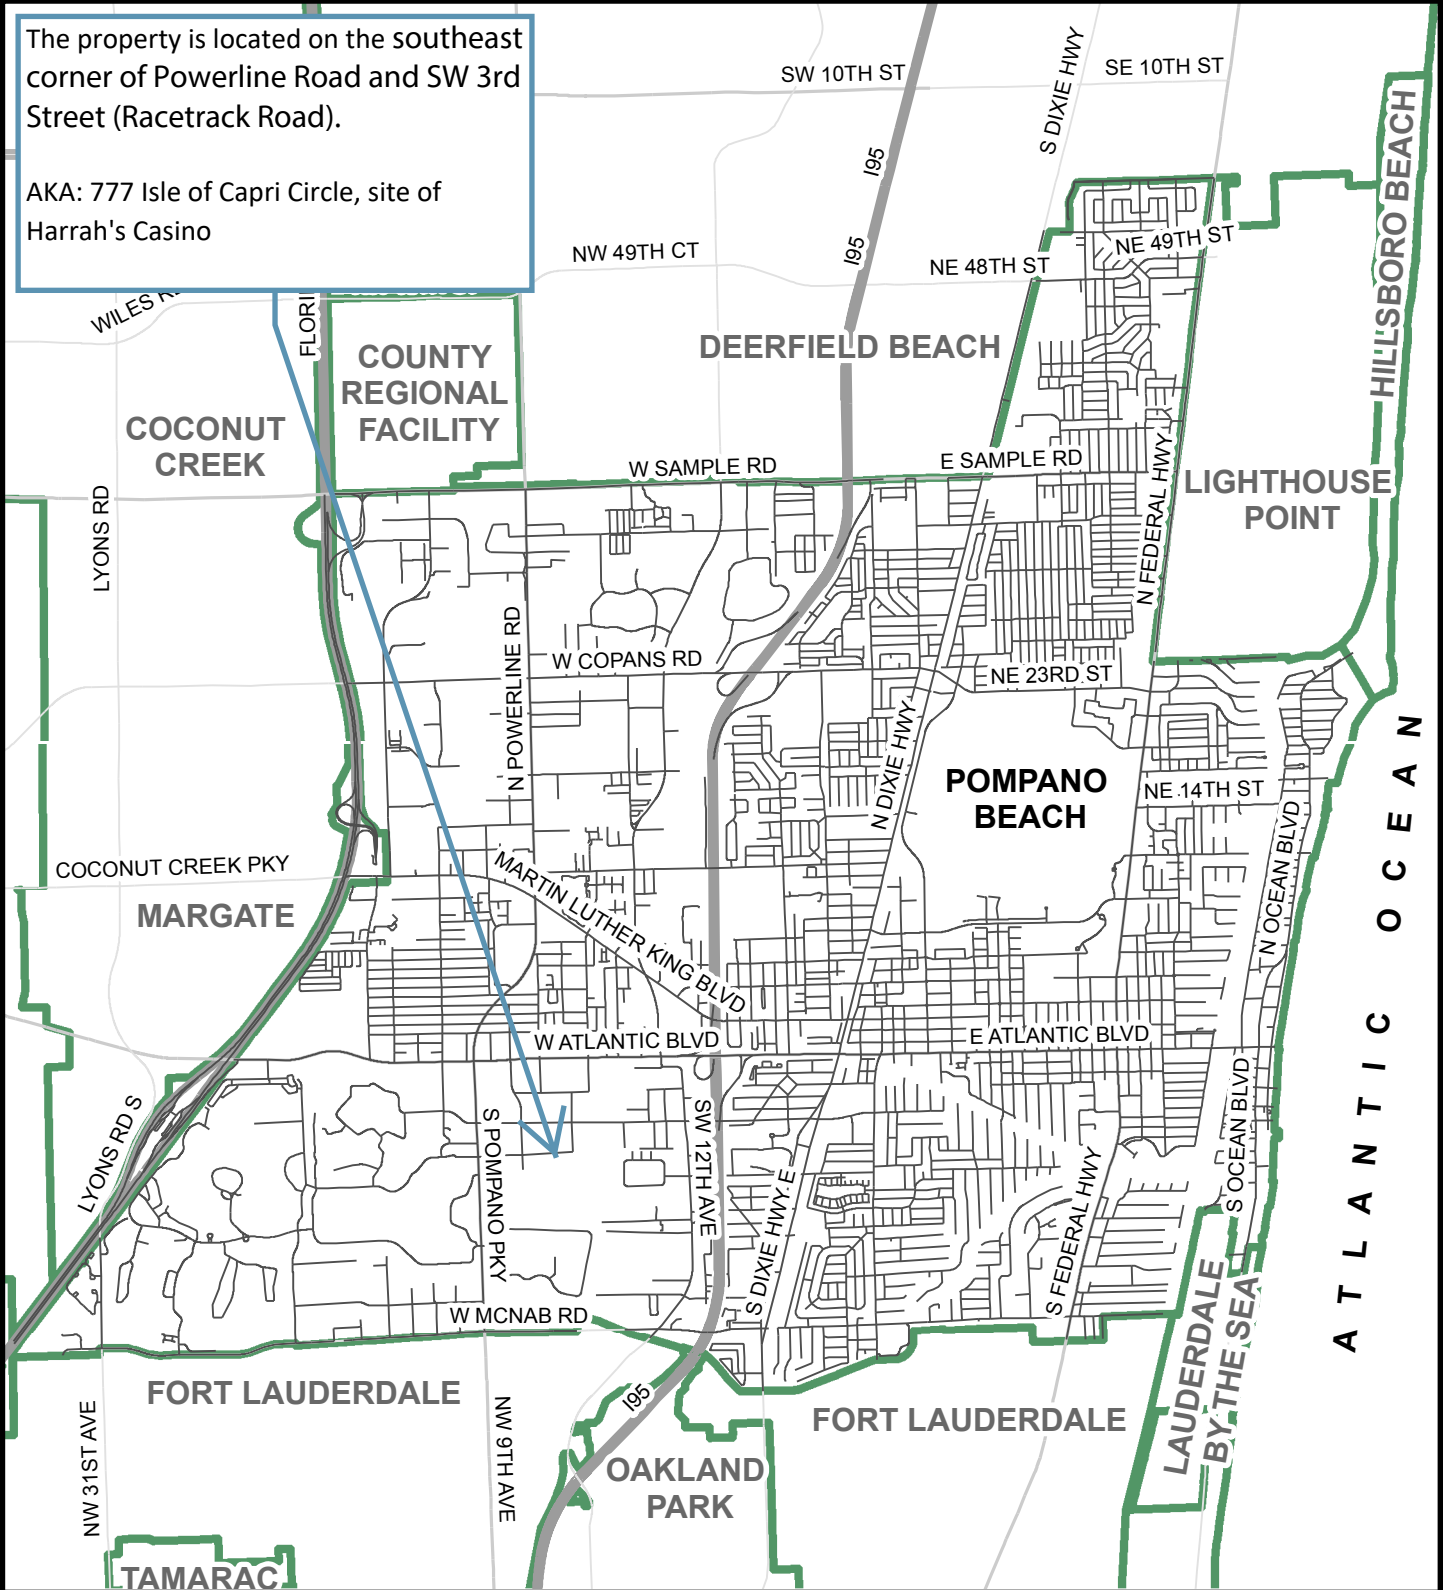 The property is located on the southeast
corner of Powerline Road and SW 3rd
Street (Racetrack Road).
AKA: 777 Isle of Capri Circle, site of
Harrah's Casino
SW 10TH ST
SE 10TH ST
S DIXIE HWY
I95
I95
HILLSBORO BEACH
NW 49TH CT
NE 48TH ST
NE 49TH ST
WILES R
FLORI
COUNTY
REGIONAL
FACILITY
DEERFIELD BEACH
COCONUT
CREEK
W SAMPLE RD
E SAMPLE RD
LIGHTHOUSE
POINT
LYONS RD
N FEDERAL HWY
N POWERLINE RD
W COPANS RD
NE 23RD ST
N DIXIE HWY
POMPANO
BEACH
NE 14TH ST
N OCEAN BLVD
ATLANTIC OCEAN
COCONUT CREEK PKY
MARTIN LUTHER KING BLVD
MARGATE
W ATLANTIC BLVD
E ATLANTIC BLVD
LYONS RD S
S POMPANO PKY
SW 12TH AVE
S DIXIE HWY E
S FEDERAL HWY
S OCEAN BLVD
W MCNAB RD
LAUDERDALE
BY THE SEA
FORT LAUDERDALE
I95
FORT LAUDERDALE
NW 31ST AVE
NW 9TH AVE
OAKLAND
PARK
TAMARAC